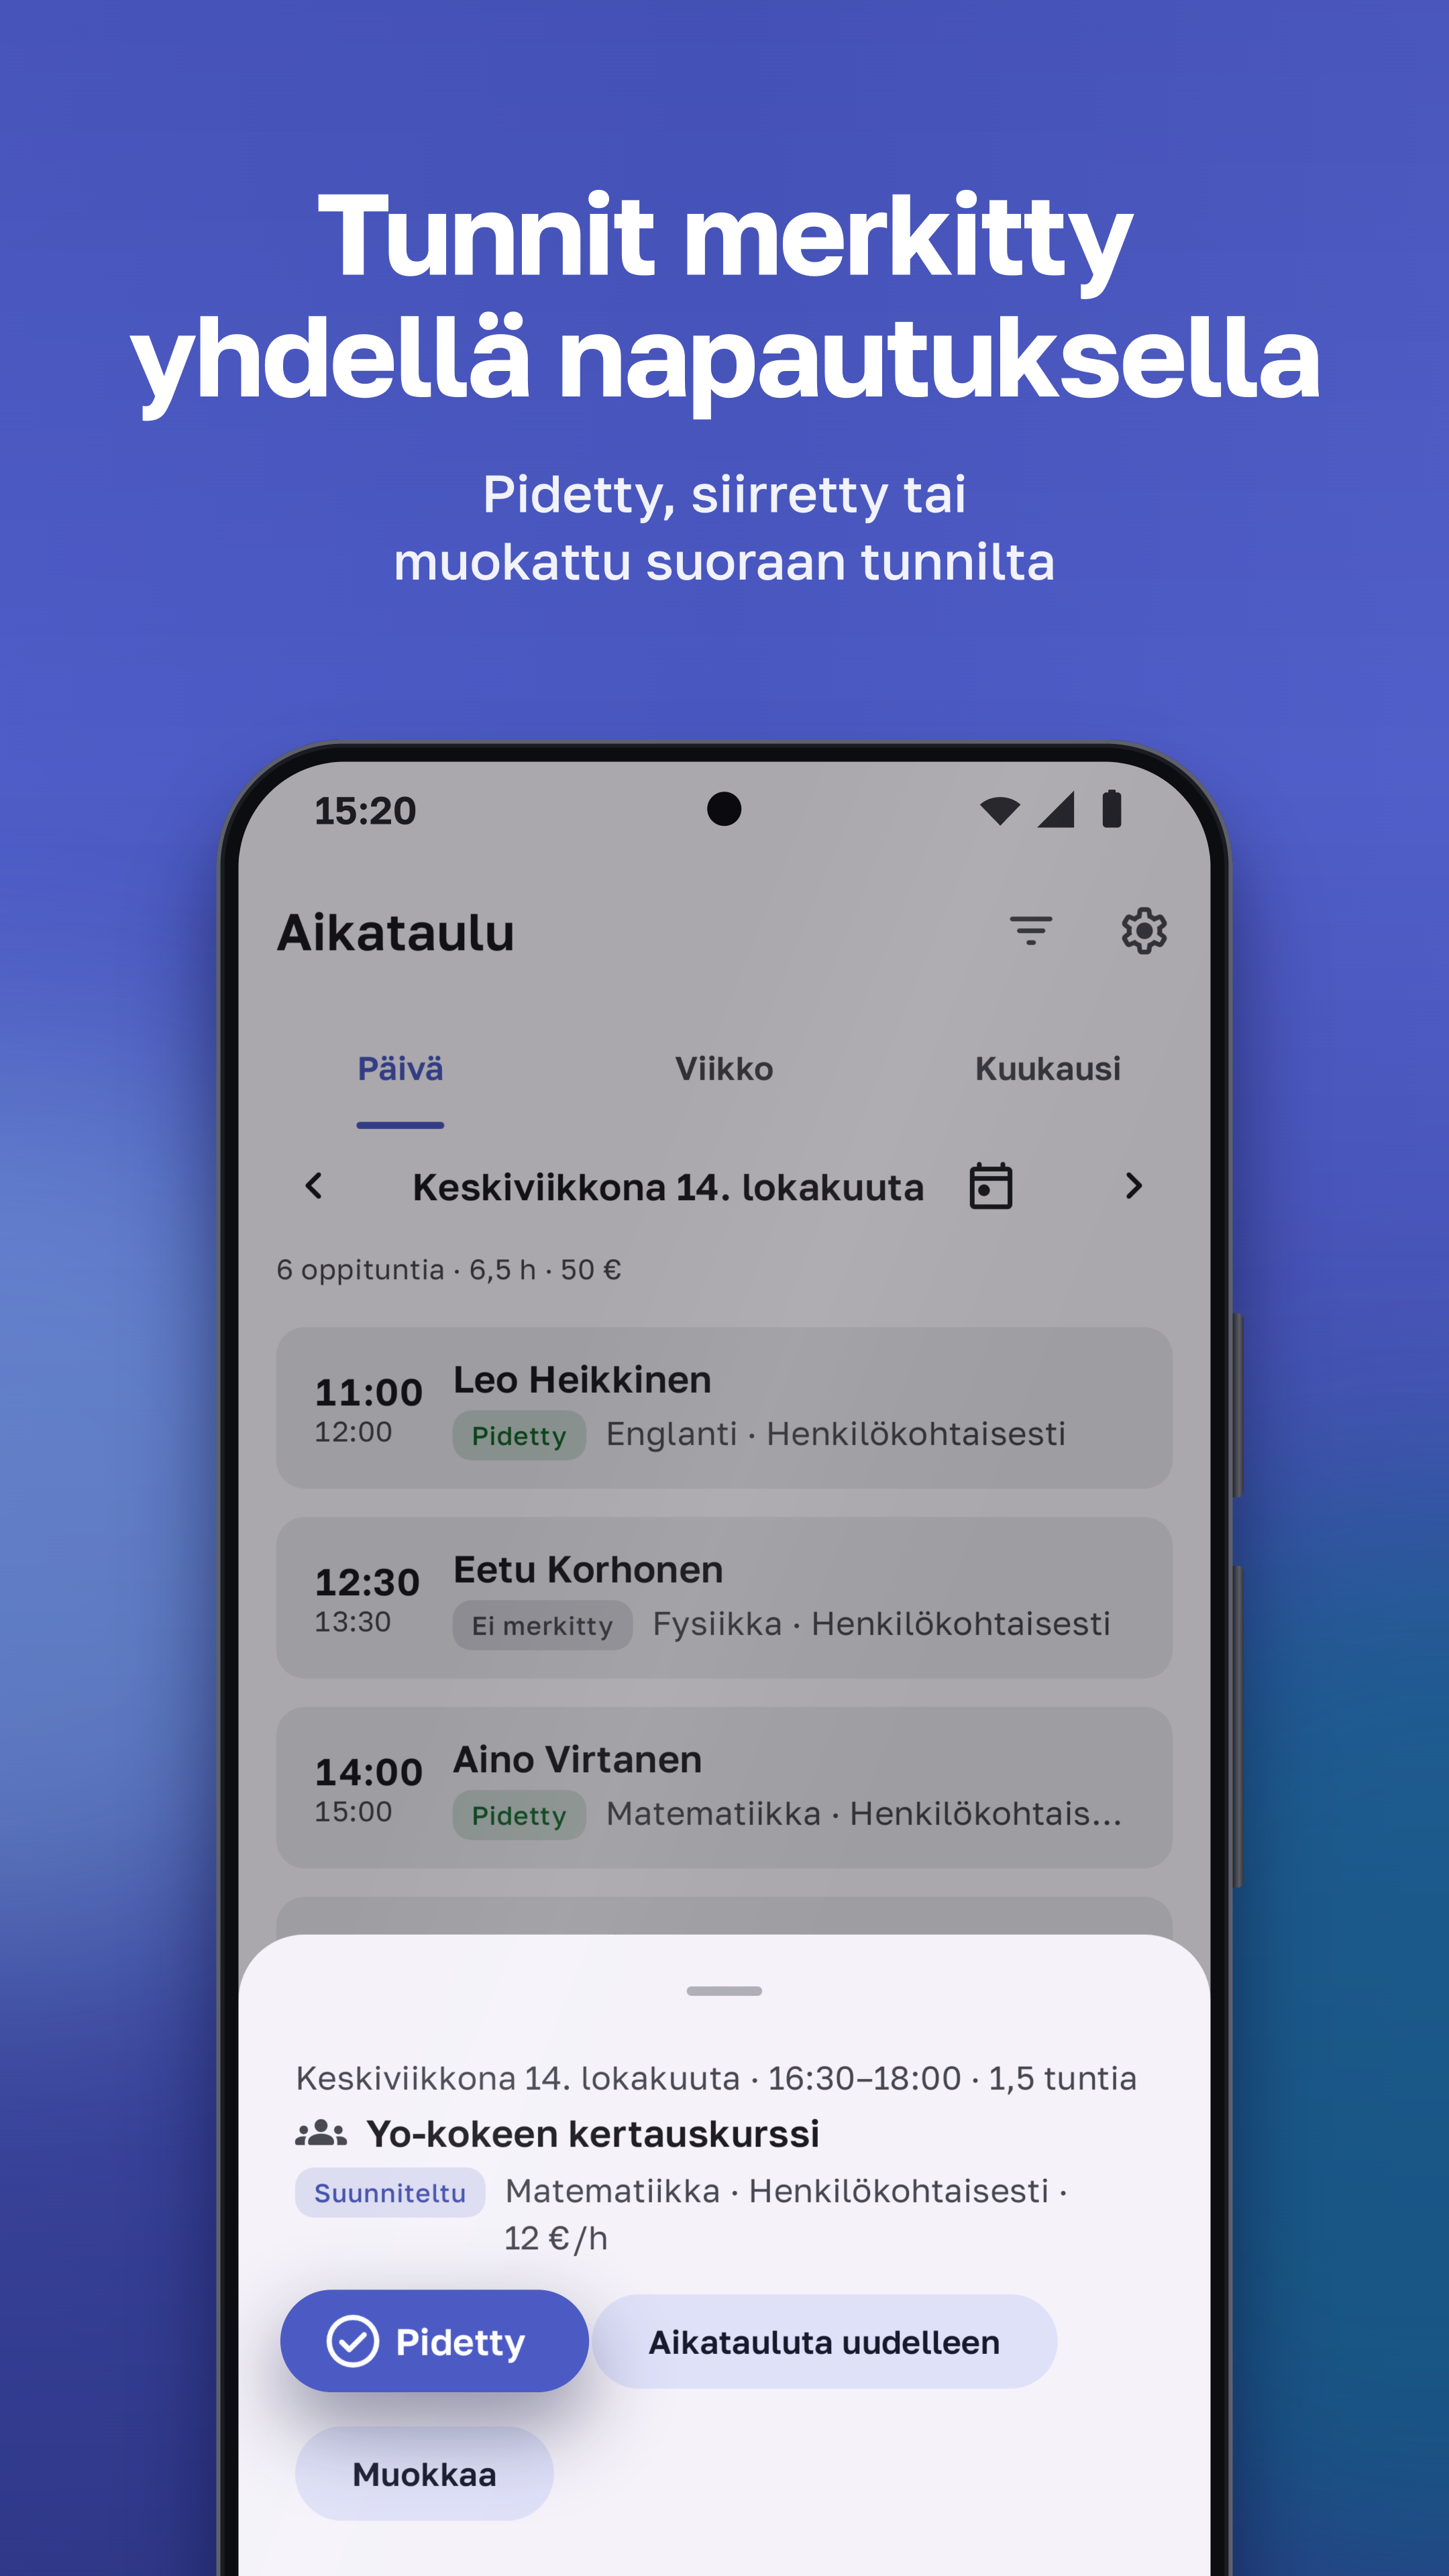 Tunnit merkitty
yhdellä napautuksella
Pidetty, siirretty tai
muokattu suoraan tunnilta
15:20
Aikataulu
Päivä Viikko Kuukausi
Keskiviikkona 14. lokakuuta
6 oppituntia · 6,5 h · 50 €
11:00 Leo Heikkinen
12:00 Pidetty Englanti · Henkilökohtaisesti
12:30 Eetu Korhonen
13:30 Ei merkitty Fysiikka · Henkilökohtaisesti
14:00 Aino Virtanen
15:00 Pidetty Matematiikka · Henkilökohtais...
Keskiviikkona 14. lokakuuta · 16:30–18:00 · 1,5 tuntia
Yo-kokeen kertauskurssi
Suunniteltu Matematiikka · Henkilökohtaisesti ·
12 €/h
Pidetty Aikatauluta uudelleen
Muokkaa